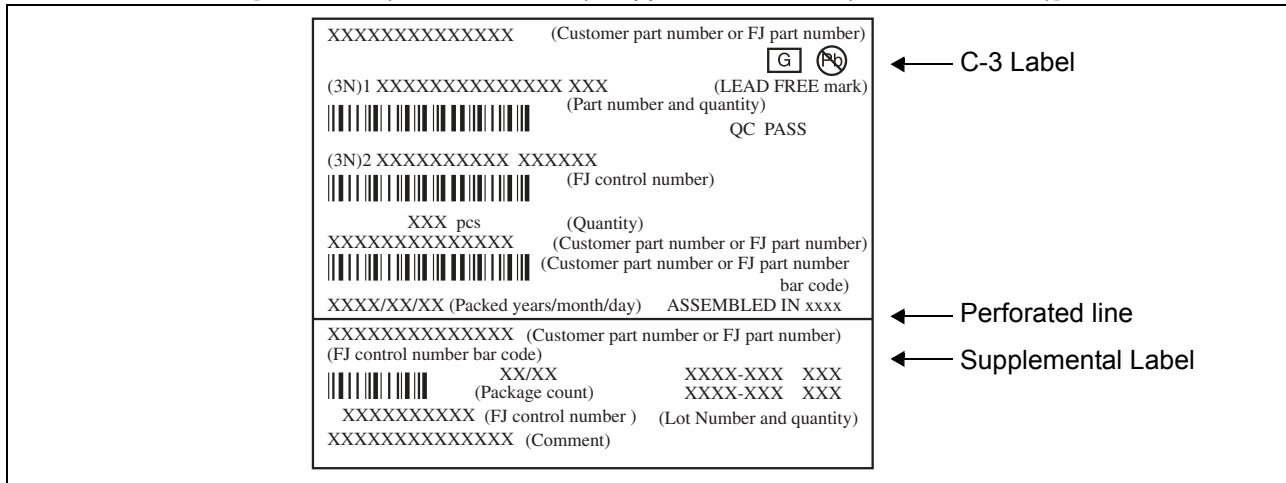 XXXXXXXXXXXXXX (Customer part number or FJ part number)
G Pb
C-3 Label
(3N)1 XXXXXXXXXXXXXX XXX (LEAD FREE mark)
(Part number and quantity)
QC PASS
(3N)2 XXXXXXXXXX XXXXXX
(FJ control number)
XXX pcs (Quantity)
XXXXXXXXXXXXXX (Customer part number or FJ part number)
(Customer part number or FJ part number
bar code)
XXXX/XX/XX (Packed years/month/day) ASSEMBLED IN xxxx
Perforated line
XXXXXXXXXXXXXX (Customer part number or FJ part number)
(FJ control number bar code)
Supplemental Label
XX/XX XXXX-XXX XXX
(Package count) XXXX-XXX XXX
XXXXXXXXXX (FJ control number ) (Lot Number and quantity)
XXXXXXXXXXXXXX (Comment)